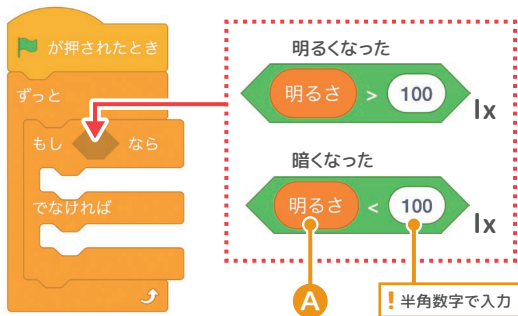 が押されたとき
ずっと
もし なら
でなければ
明るくなった
明るさ > 100
lx
暗くなった
明るさ < 100
lx
A
! 半角数字で入力